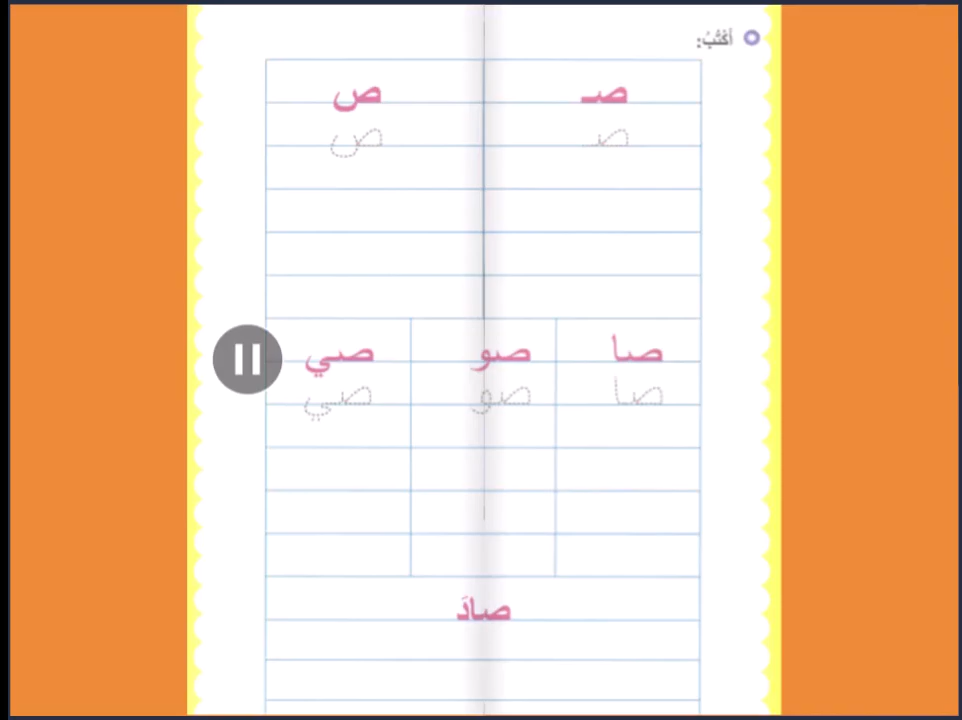 أَكْتُبُ:
صـ ص
صـ ص
صا صو صي
صا صو صي
صادَ